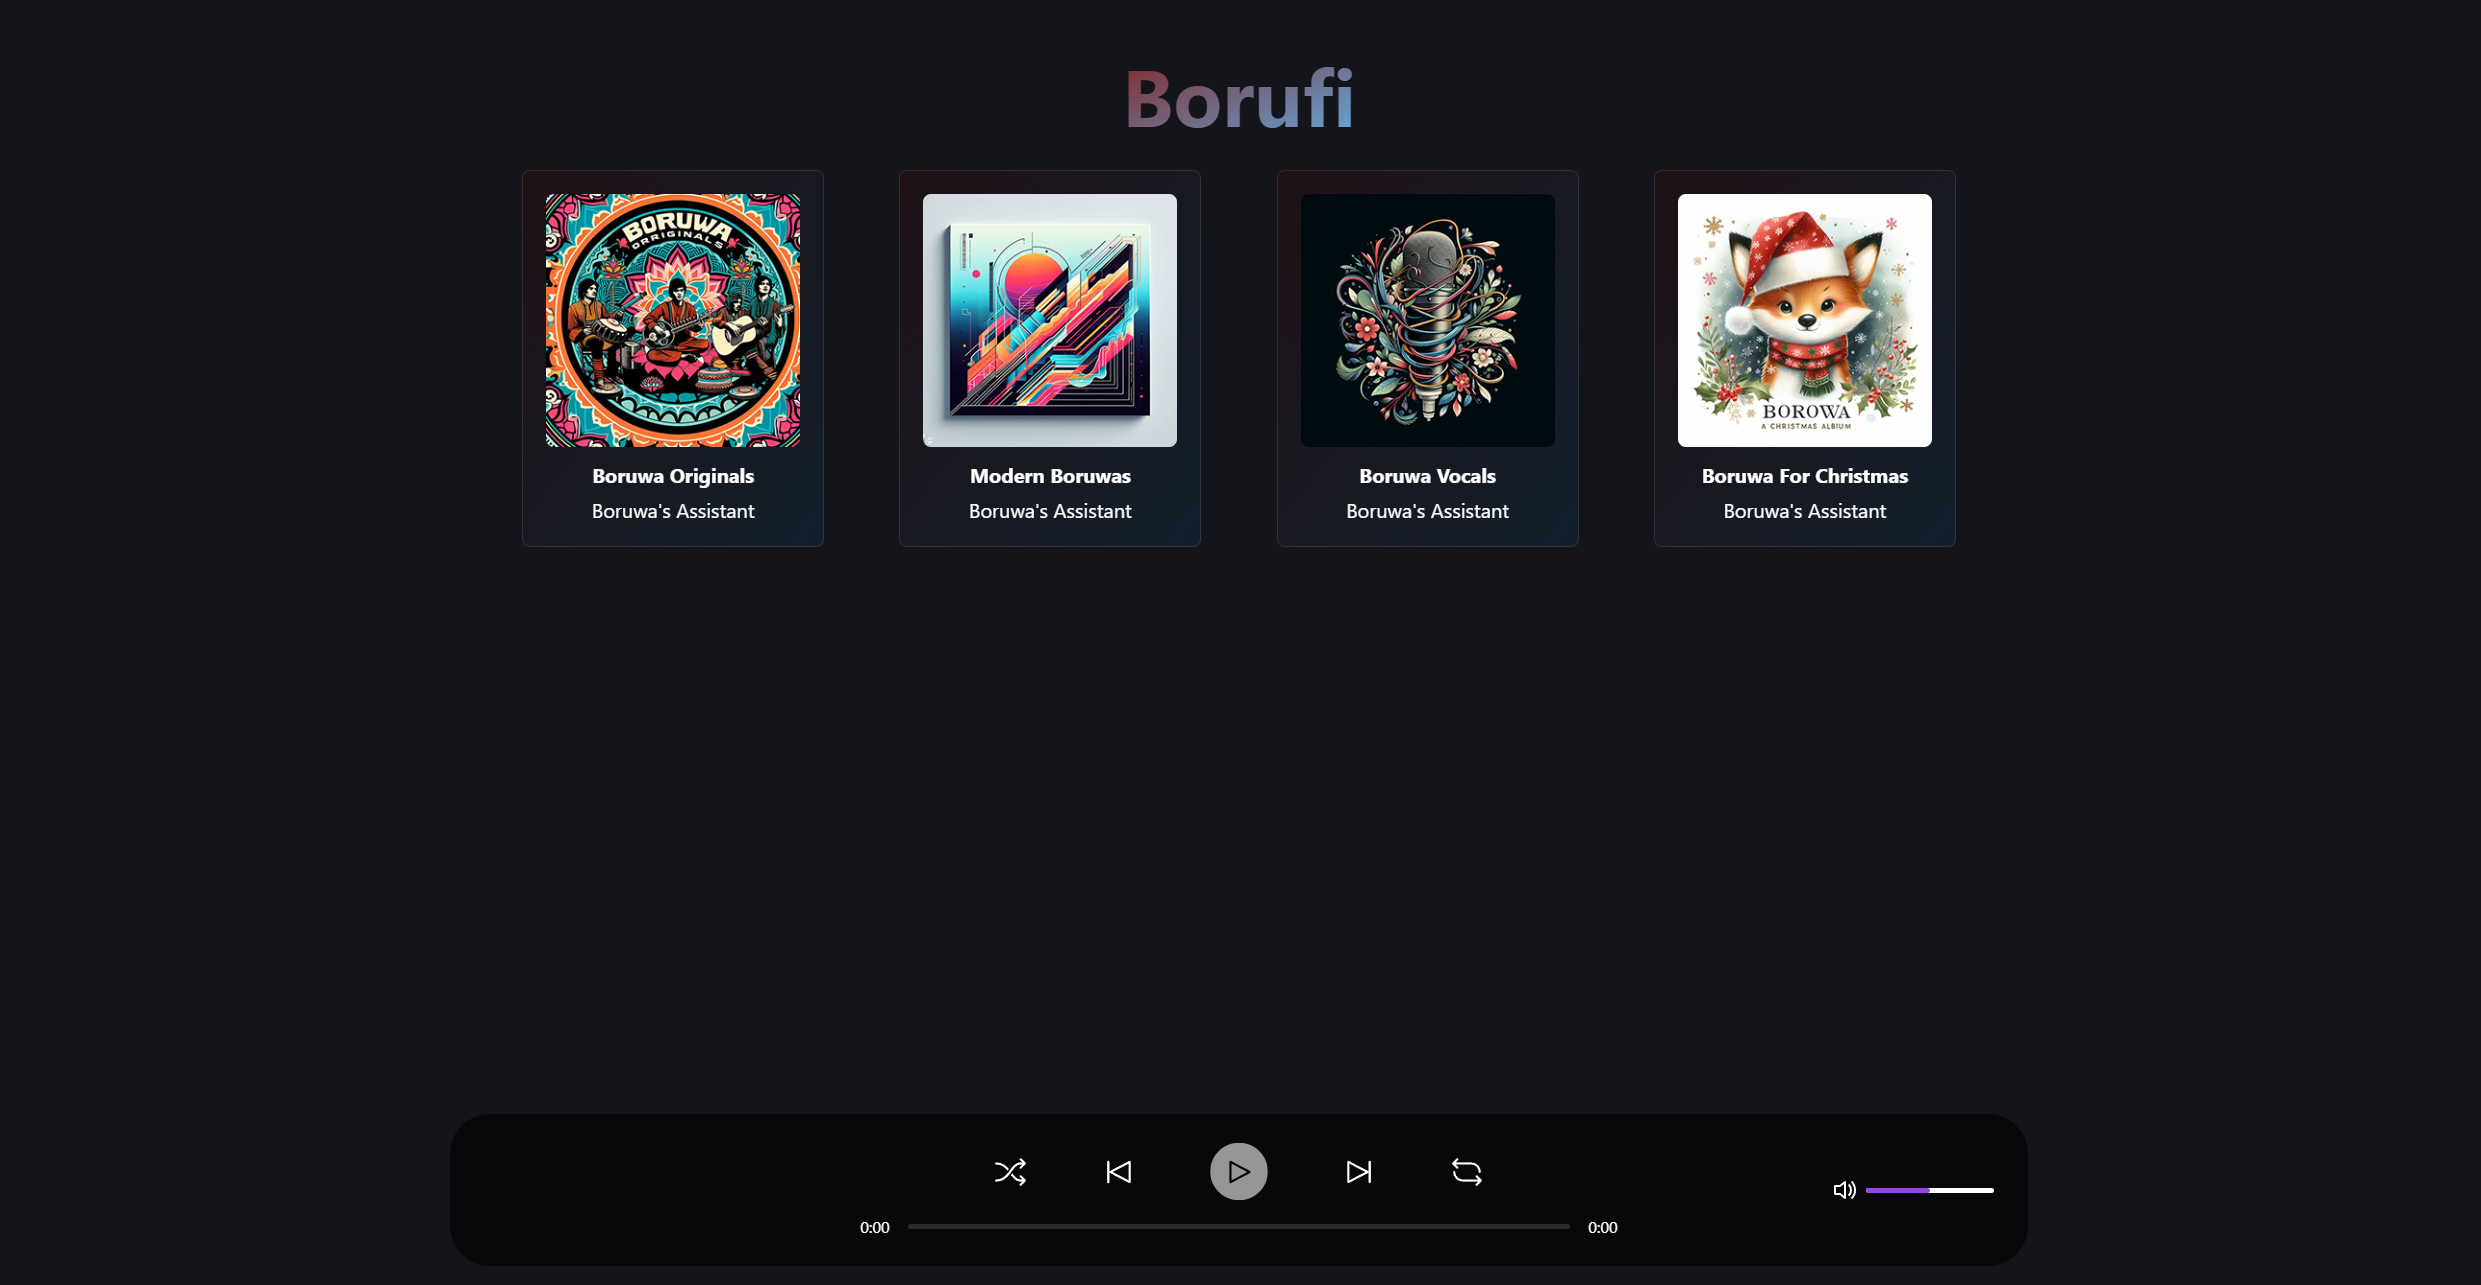 Borufi
BORUWA
ORRIGINALS
BOROWA
A CHRISTMAS ALBUM
Boruwa Originals
Modern Boruwas
Boruwa Vocals
Boruwa For Christmas
Boruwa's Assistant
Boruwa's Assistant
Boruwa's Assistant
Boruwa's Assistant
0:00
0:00